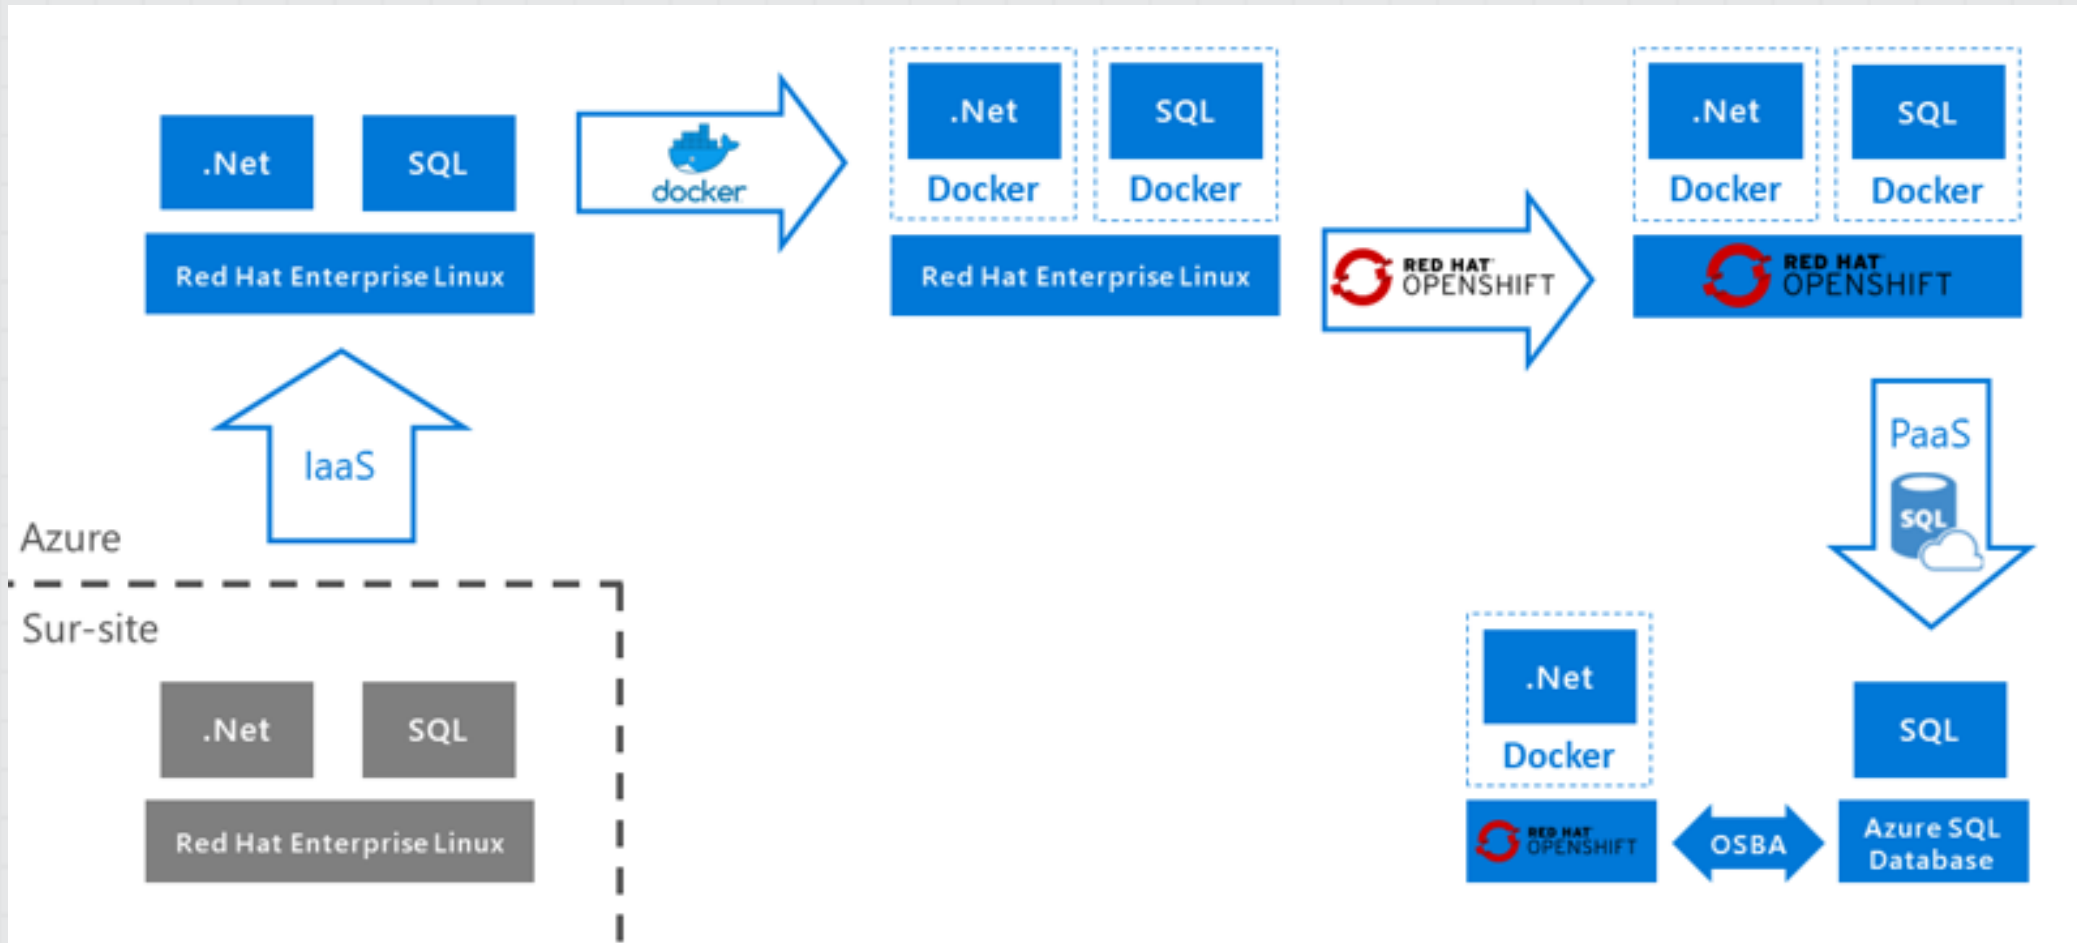 .Net
SQL
Red Hat Enterprise Linux
docker
.Net
Docker
SQL
Docker
Red Hat Enterprise Linux
RED HAT
OPENSHIFT
.Net
Docker
SQL
Docker
RED HAT
OPENSHIFT
IaaS
PaaS
SQL
Azure
Sur-site
.Net
SQL
Red Hat Enterprise Linux
.Net
Docker
RED HAT
OPENSHIFT
OSBA
SQL
Azure SQL
Database